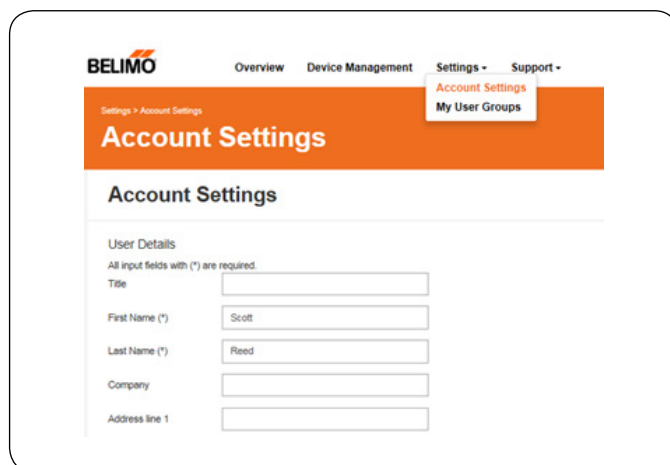 BELIMO
Overview Device Management Settings Support
Account Settings
My User Groups
Settings > Account Settings
Account Settings
Account Settings
User Details
All input fields with (*) are required.
Title
First Name (*) Scott
Last Name (*) Reed
Company
Address line 1